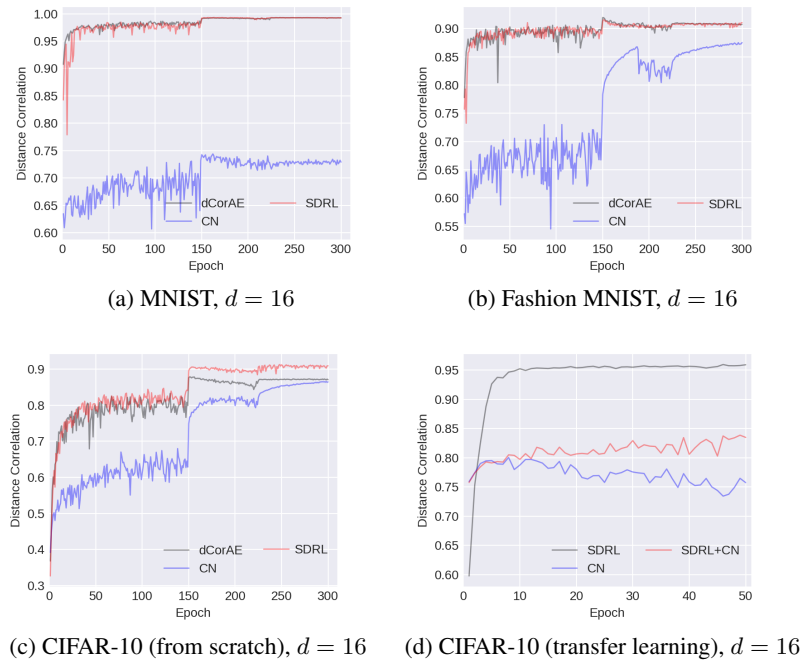 1.00
0.95
0.90
0.85
0.80
0.75
0.70
0.65
0.60
Distance Correlation
0 50 100 150 200 250 300
Epoch
dCorAE SDRL
CN
(a) MNIST, d = 16
0.90
0.85
0.80
0.75
0.70
0.65
0.60
0.55
Distance Correlation
0 50 100 150 200 250 300
Epoch
dCorAE SDRL
CN
(b) Fashion MNIST, d = 16
0.9
0.8
0.7
0.6
0.5
0.4
0.3
Distance Correlation
0 50 100 150 200 250 300
Epoch
dCorAE SDRL
CN
(c) CIFAR-10 (from scratch), d = 16
0.95
0.90
0.85
0.80
0.75
0.70
0.65
0.60
Distance Correlation
0 10 20 30 40 50
Epoch
SDRL SDRL+CN
CN
(d) CIFAR-10 (transfer learning), d = 16